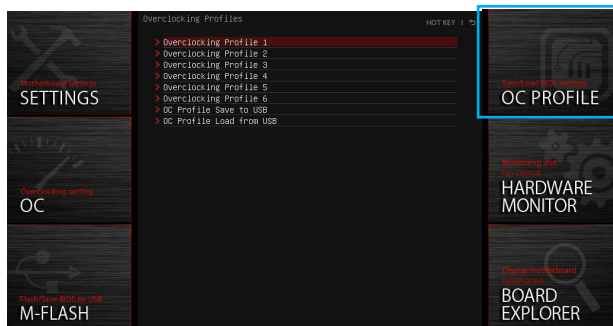 Overclocking Profiles
HOT KEY
> Overclocking Profile 1
> Overclocking Profile 2
> Overclocking Profile 3
> Overclocking Profile 4
> Overclocking Profile 5
> Overclocking Profile 6
> OC Profile Save to USB
> OC Profile Load from USB
Motherboard settings
SETTINGS
Overclocking setting
OC
Flash/Save BIOS to USB
M-FLASH
Save/Load BIOS settings
OC PROFILE
Monitoring and
fan control
HARDWARE
MONITOR
Display motherboard
information
BOARD
EXPLORER